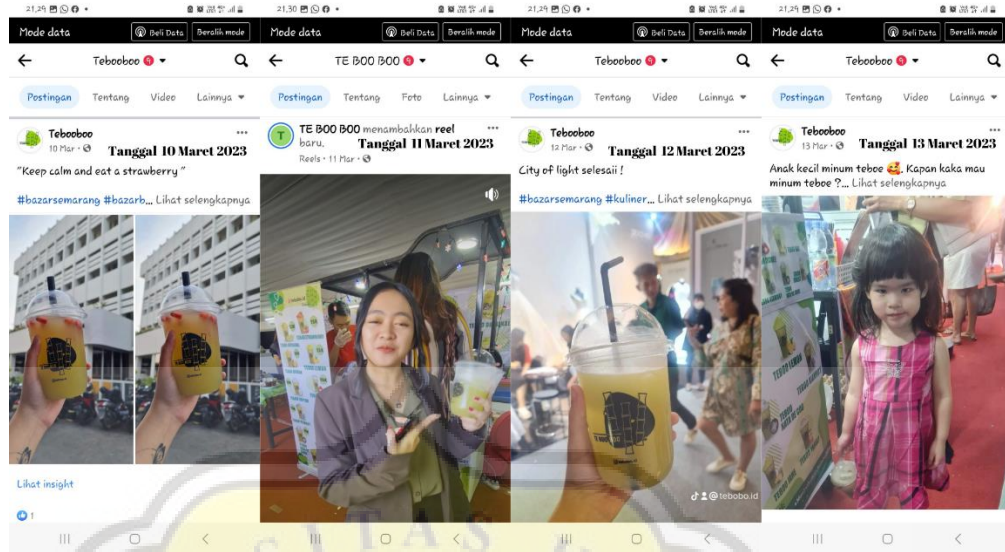 21.29
Mode data
Beli Data
Beralih mode
Tebooboo 9
Postingan Tentang Video Lainnya
Tebooboo
10 Mar
Tanggal 10 Maret 2023
"Keep calm and eat a strawberry "
#bazarsemarang #bazarb... Lihat selengkapnya
Lihat insight
1
21.30
Mode data
Beli Data
Beralih mode
TE BOO BOO 9
Postingan Tentang Foto Lainnya
T
TE BOO BOO menambahkan reel
baru.
Tanggal 11 Maret 2023
Reels · 11 Mar
21.29
Mode data
Beli Data
Beralih mode
Tebooboo 9
Postingan Tentang Video Lainnya
Tebooboo
12 Mar
Tanggal 12 Maret 2023
City of light selesaii !
#bazarsemarang #kuliner... Lihat selengkapnya
@tebobo.id
21.29
Mode data
Beli Data
Beralih mode
Tebooboo 9
Postingan Tentang Video Lainnya
Tebooboo
13 Mar
Tanggal 13 Maret 2023
Anak kecil minum teboe 🥰. Kapan kaka mau
minum teboe ?... Lihat selengkapnya
ITAS